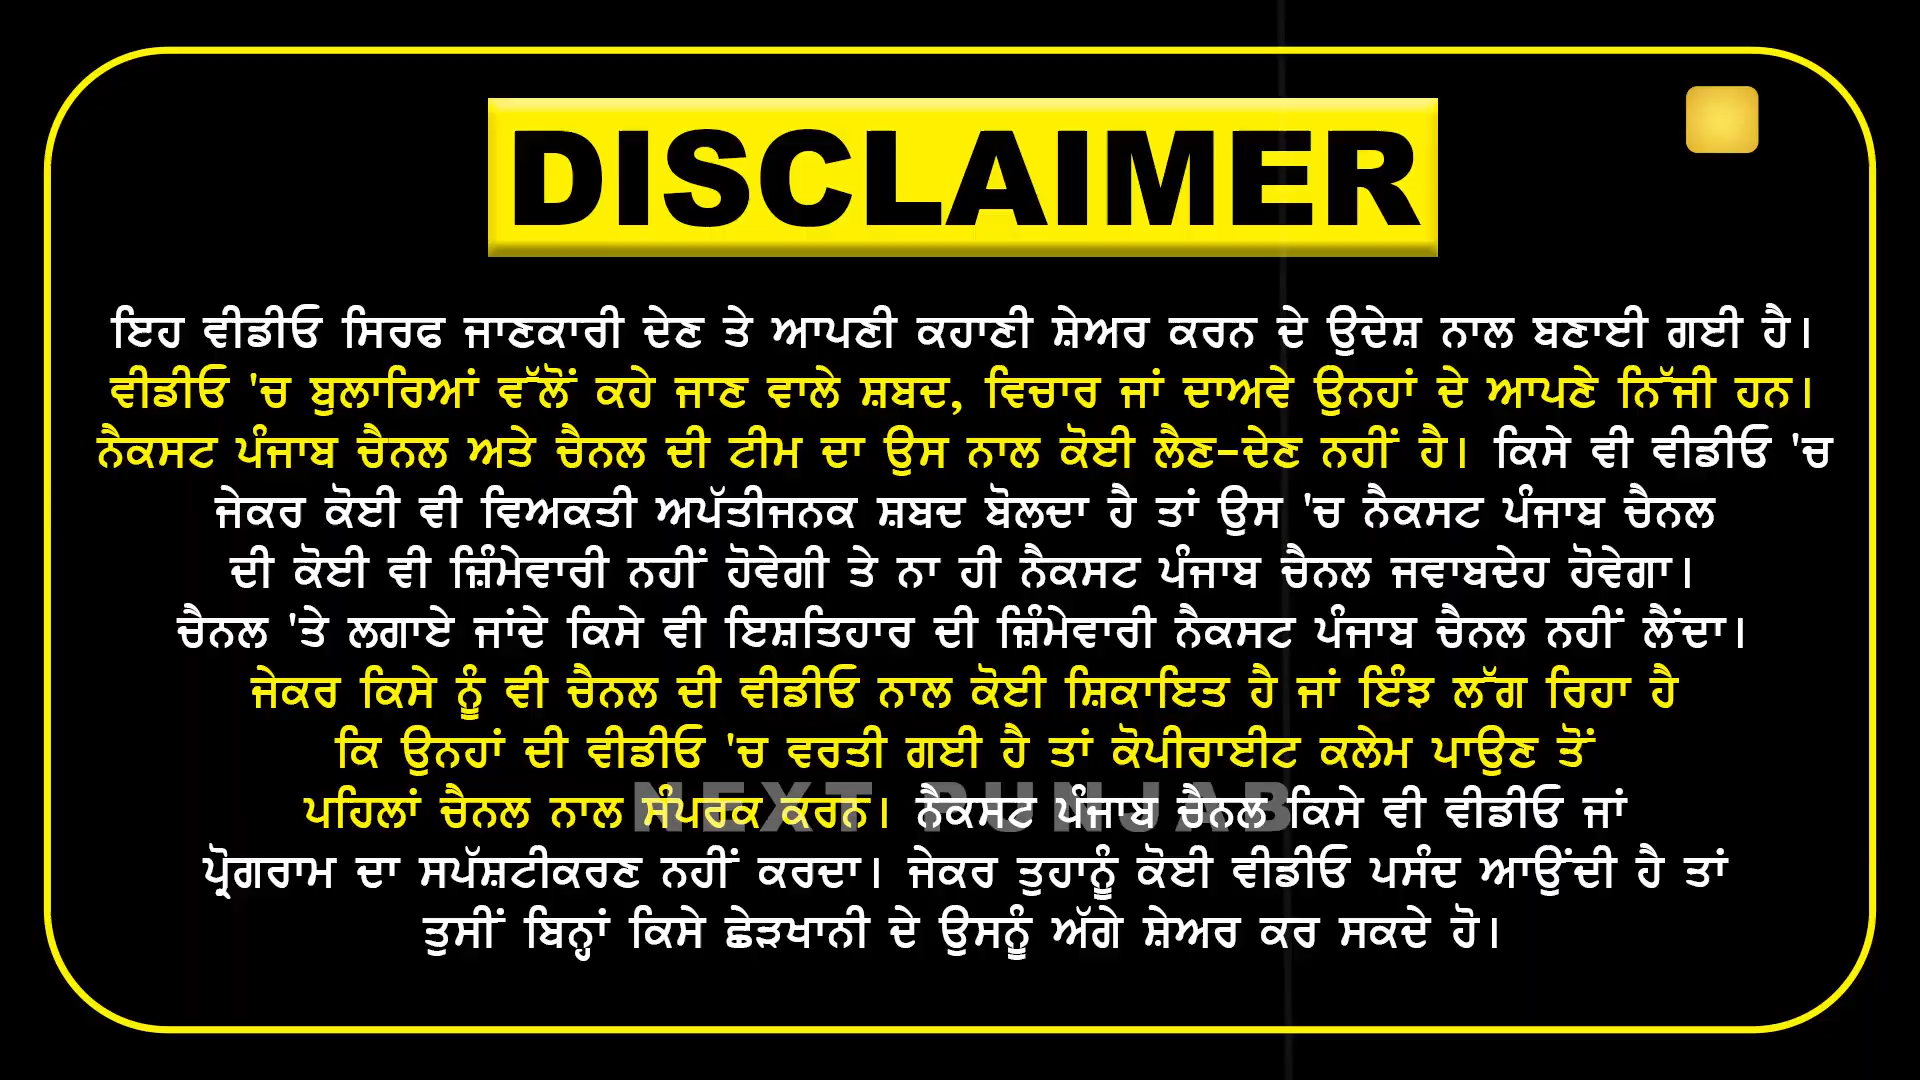 DISCLAIMER
ਇਹ ਵੀਡੀਓ ਸਿਰਫ ਜਾਣਕਾਰੀ ਦੇਣ ਤੇ ਆਪਣੀ ਕਹਾਣੀ ਸ਼ੇਅਰ ਕਰਨ ਦੇ ਉਦੇਸ਼ ਨਾਲ ਬਣਾਈ ਗਈ ਹੈ।
ਵੀਡੀਓ 'ਚ ਬੁਲਾਰਿਆਂ ਵੱਲੋਂ ਕਹੇ ਜਾਣ ਵਾਲੇ ਸ਼ਬਦ, ਵਿਚਾਰ ਜਾਂ ਦਾਅਵੇ ਉਨਹਾਂ ਦੇ ਆਪਣੇ ਨਿੱਜੀ ਹਨ।
ਨੈਕਸਟ ਪੰਜਾਬ ਚੈਨਲ ਅਤੇ ਚੈਨਲ ਦੀ ਟੀਮ ਦਾ ਉਸ ਨਾਲ ਕੋਈ ਲੈਣ-ਦੇਣ ਨਹੀਂ ਹੈ। ਕਿਸੇ ਵੀ ਵੀਡੀਓ 'ਚ
ਜੇਕਰ ਕੋਈ ਵੀ ਵਿਅਕਤੀ ਅਪੱਤੀਜਨਕ ਸ਼ਬਦ ਬੋਲਦਾ ਹੈ ਤਾਂ ਉਸ 'ਚ ਨੈਕਸਟ ਪੰਜਾਬ ਚੈਨਲ
ਦੀ ਕੋਈ ਵੀ ਜ਼ਿੰਮੇਵਾਰੀ ਨਹੀਂ ਹੋਵੇਗੀ ਤੇ ਨਾ ਹੀ ਨੈਕਸਟ ਪੰਜਾਬ ਚੈਨਲ ਜਵਾਬਦੇਹ ਹੋਵੇਗਾ।
ਚੈਨਲ 'ਤੇ ਲਗਾਏ ਜਾਂਦੇ ਕਿਸੇ ਵੀ ਇਸ਼ਤਿਹਾਰ ਦੀ ਜ਼ਿੰਮੇਵਾਰੀ ਨੈਕਸਟ ਪੰਜਾਬ ਚੈਨਲ ਨਹੀਂ ਲੈਂਦਾ।
ਜੇਕਰ ਕਿਸੇ ਨੂੰ ਵੀ ਚੈਨਲ ਦੀ ਵੀਡੀਓ ਨਾਲ ਕੋਈ ਸ਼ਿਕਾਇਤ ਹੈ ਜਾਂ ਇੰਝ ਲੱਗ ਰਿਹਾ ਹੈ
ਕਿ ਉਨਹਾਂ ਦੀ ਵੀਡੀਓ 'ਚ ਵਰਤੀ ਗਈ ਹੈ ਤਾਂ ਕੋਪੀਰਾਈਟ ਕਲੇਮ ਪਾਉਣ ਤੋਂ
ਪਹਿਲਾਂ ਚੈਨਲ ਨਾਲ ਸੰਪਰਕ ਕਰਨ। ਨੈਕਸਟ ਪੰਜਾਬ ਚੈਨਲ ਕਿਸੇ ਵੀ ਵੀਡੀਓ ਜਾਂ
NEXT PUNJAB
ਪ੍ਰੋਗਰਾਮ ਦਾ ਸਪੱਸ਼ਟੀਕਰਣ ਨਹੀਂ ਕਰਦਾ। ਜੇਕਰ ਤੁਹਾਨੂੰ ਕੋਈ ਵੀਡੀਓ ਪਸੰਦ ਆਉਂਦੀ ਹੈ ਤਾਂ
ਤੁਸੀਂ ਬਿਨ੍ਹਾਂ ਕਿਸੇ ਛੇੜਖਾਨੀ ਦੇ ਉਸਨੂੰ ਅੱਗੇ ਸ਼ੇਅਰ ਕਰ ਸਕਦੇ ਹੋ।